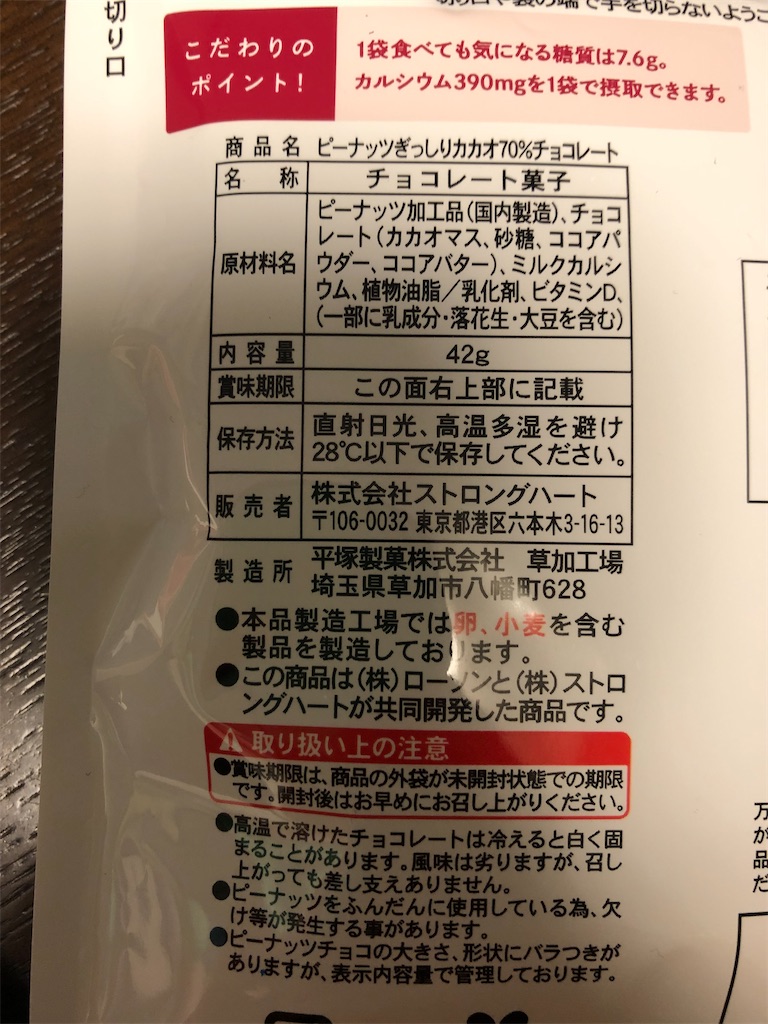 切り口
切り口や袋の端で手を切らないようご
こだわりの
ポイント！
1袋食べても気になる糖質は7.6g。
カルシウム390mgを1袋で摂取できます。
商品名 ピーナッツぎっしりカカオ70%チョコレート
名称 チョコレート菓子
原材料名
ピーナッツ加工品(国内製造)、チョコ
レート(カカオマス、砂糖、ココアパ
ウダー、ココアバター)、ミルクカルシ
ウム、植物油脂／乳化剤、ビタミンD、
(一部に乳成分・落花生・大豆を含む)
内容量 42g
賞味期限 この面右上部に記載
保存方法
直射日光、高温多湿を避け
28℃以下で保存してください。
販売者
株式会社ストロングハート
〒106-0032 東京都港区六本木3-16-13
製造所
平塚製菓株式会社 草加工場
埼玉県草加市八幡町628
●本品製造工場では卵、小麦を含む
製品を製造しております。
●この商品は(株)ローソンと(株)ストロ
ングハートが共同開発した商品です。
取り扱い上の注意
●賞味期限は、商品の外袋が未開封状態での期限
です。開封後はお早めにお召し上がりください。
●高温で溶けたチョコレートは冷えると白く固
まることがあります。風味は劣りますが、召し
上がっても差し支えありません。
●ピーナッツをふんだんに使用している為、欠
け等が発生する事があります。
●ピーナッツチョコの大きさ、形状にバラつきが
ありますが、表示内容量で管理しております。
万
が
品
だ